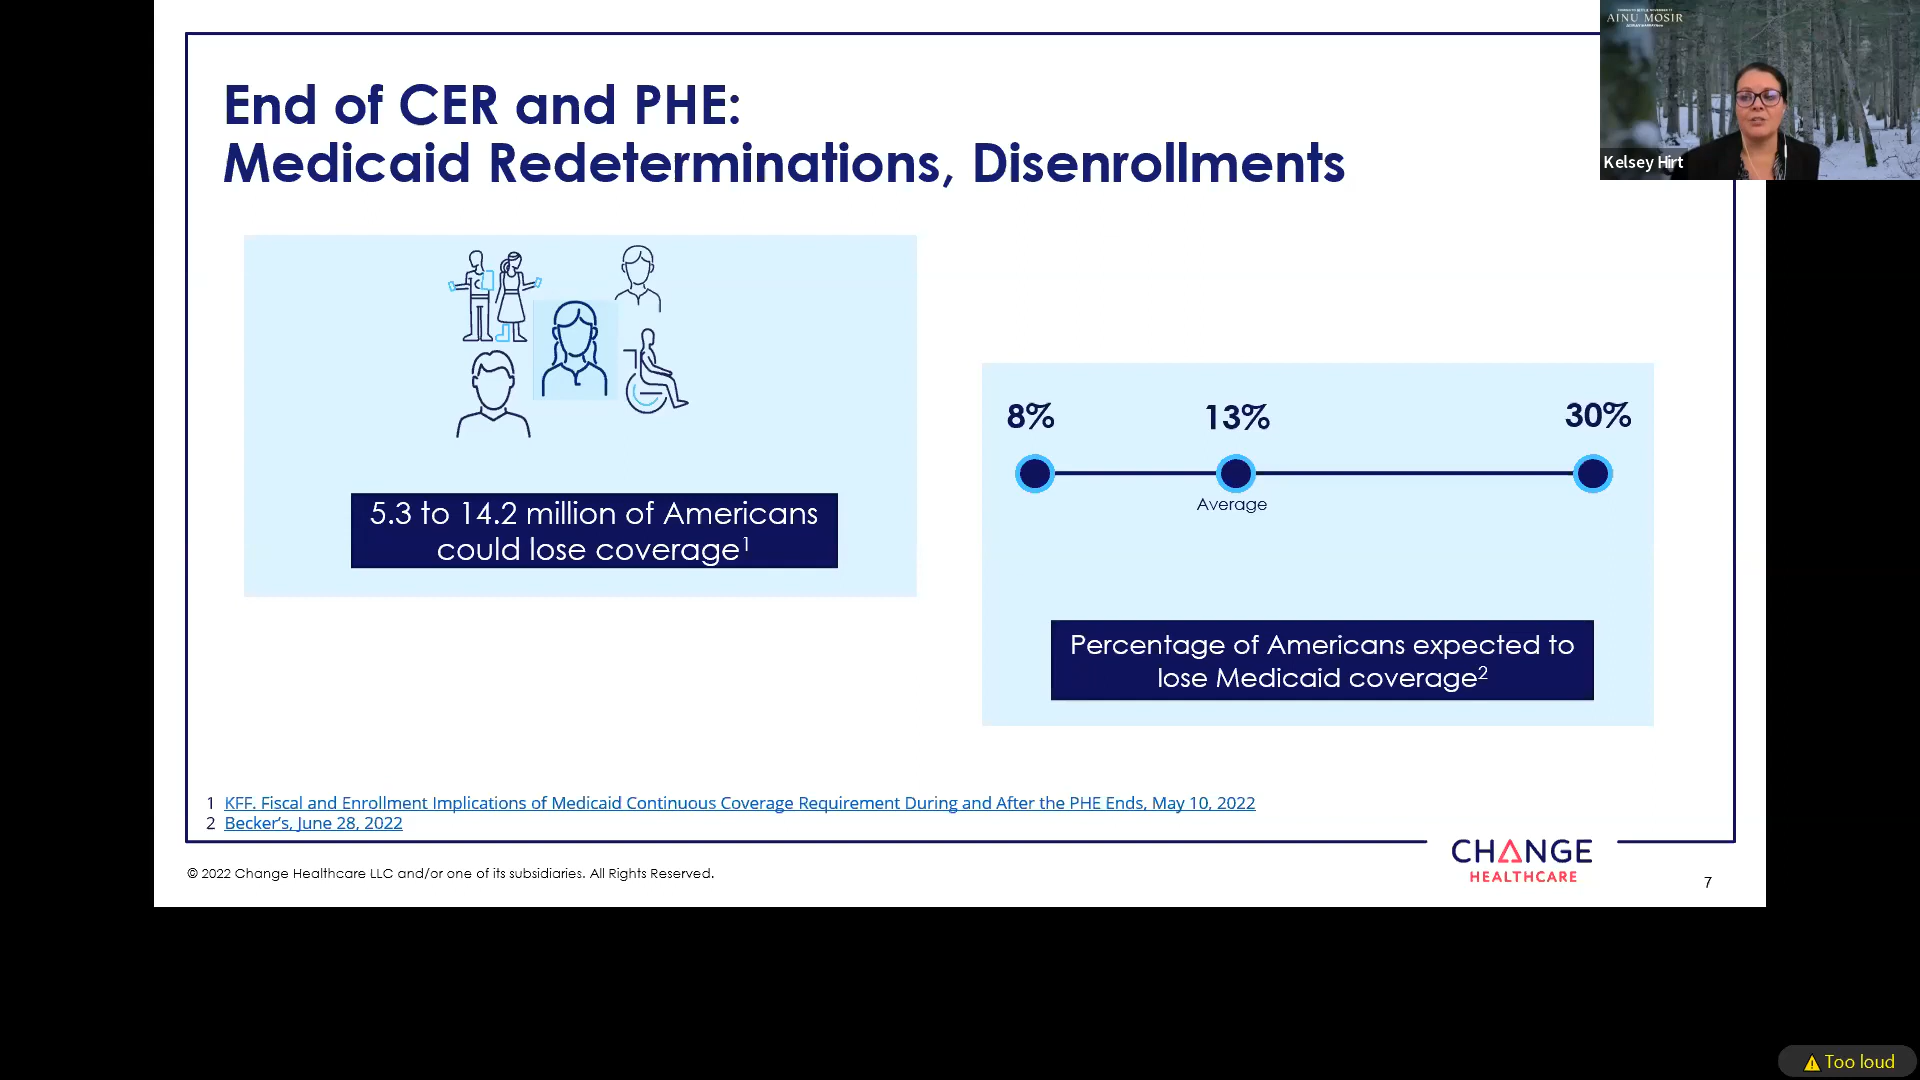 End of CER and PHE:
Medicaid Redeterminations, Disenrollments
AINU MOSIR
Kelsey Hirt
5.3 to 14.2 million of Americans
could lose coverage1
8% 13% 30%
Average
Percentage of Americans expected to
lose Medicaid coverage2
1 KFF. Fiscal and Enrollment Implications of Medicaid Continuous Coverage Requirement During and After the PHE Ends, May 10, 2022
2 Becker’s, June 28, 2022
CHANGE
HEALTHCARE
© 2022 Change Healthcare LLC and/or one of its subsidiaries. All Rights Reserved.
7
Too loud